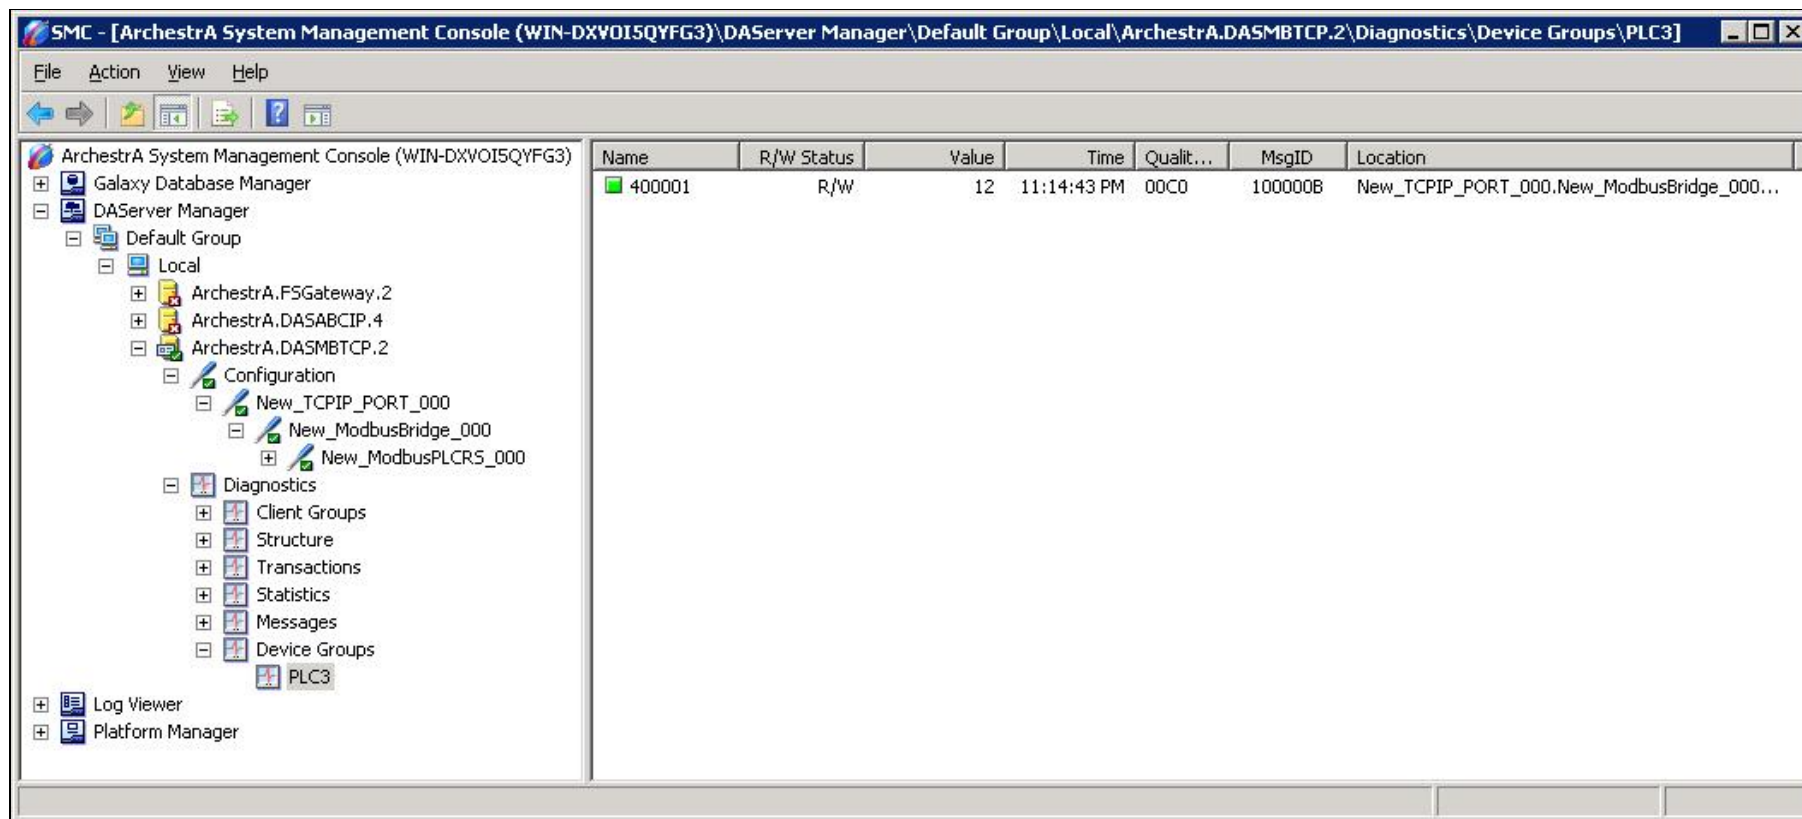 SMC - [ArchestrA System Management Console (WIN-DXVOI5QYFG3)\DAServer Manager\Default Group\Local\ArchestrA.DASMBTCP.2\Diagnostics\Device Groups\PLC3]
File Action View Help
ArchestrA System Management Console (WIN-DXVOI5QYFG3)
Galaxy Database Manager
DAServer Manager
Default Group
Local
ArchestrA.FSGateway.2
ArchestrA.DASABCIP.4
ArchestrA.DASMBTCP.2
Configuration
New_TCPIP_PORT_000
New_ModbusBridge_000
New_ModbusPLCRS_000
Diagnostics
Client Groups
Structure
Transactions
Statistics
Messages
Device Groups
PLC3
Log Viewer
Platform Manager
Name R/W Status Value Time Qualit... MsgID Location
400001 R/W 12 11:14:43 PM 00C0 100000B New_TCPIP_PORT_000.New_ModbusBridge_000...